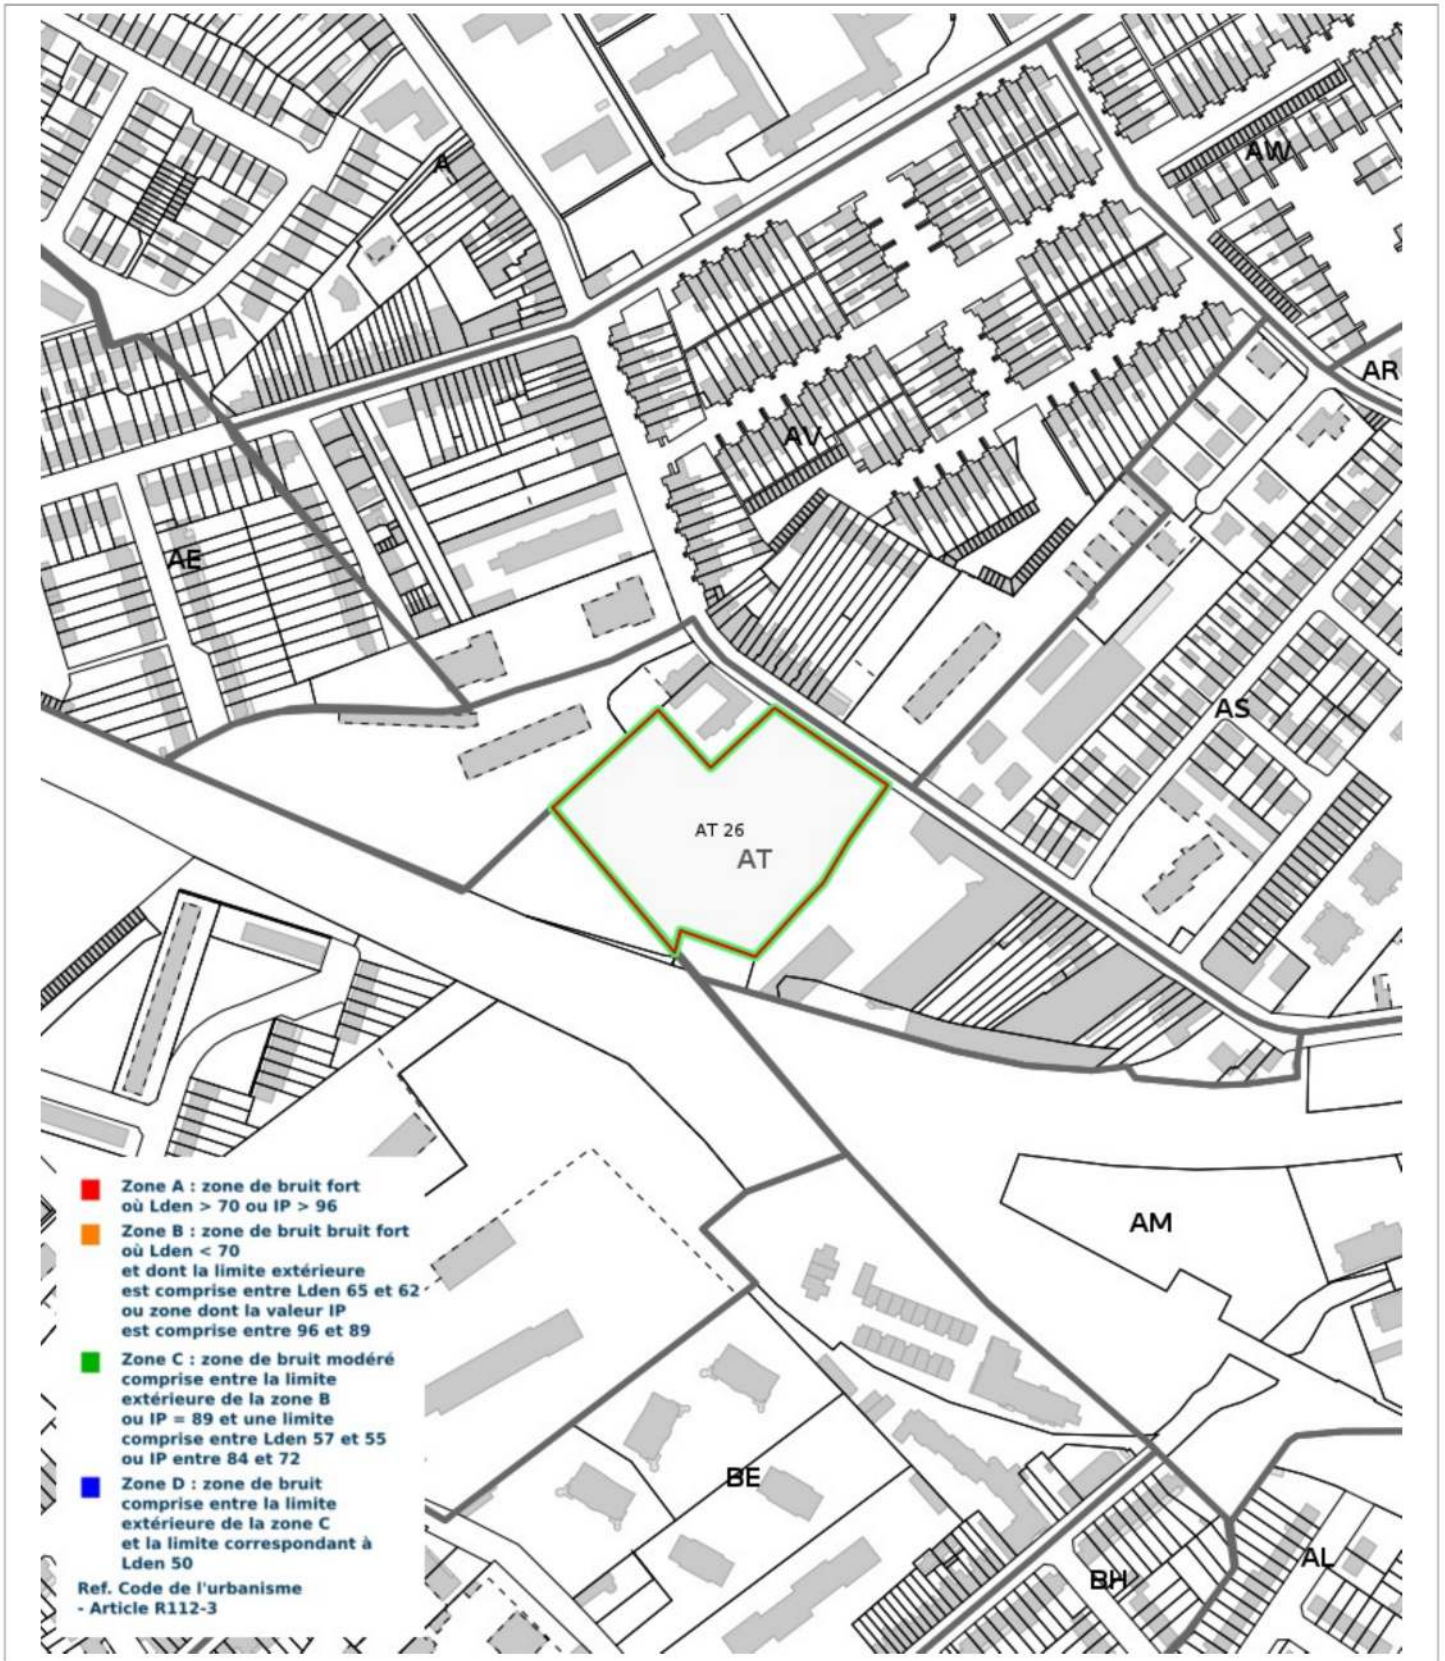 A
AW
AR
AV
AE
AS
AT 26
AT
AM
BE
BH
AL
Zone A : zone de bruit fort
où Lden > 70 ou IP > 96
Zone B : zone de bruit bruit fort
où Lden < 70
et dont la limite extérieure
est comprise entre Lden 65 et 62
ou zone dont la valeur IP
est comprise entre 96 et 89
Zone C : zone de bruit modéré
comprise entre la limite
extérieure de la zone B
ou IP = 89 et une limite
comprise entre Lden 57 et 55
ou IP entre 84 et 72
Zone D : zone de bruit
comprise entre la limite
extérieure de la zone C
et la limite correspondant à
Lden 50
Ref. Code de l'urbanisme
- Article R112-3